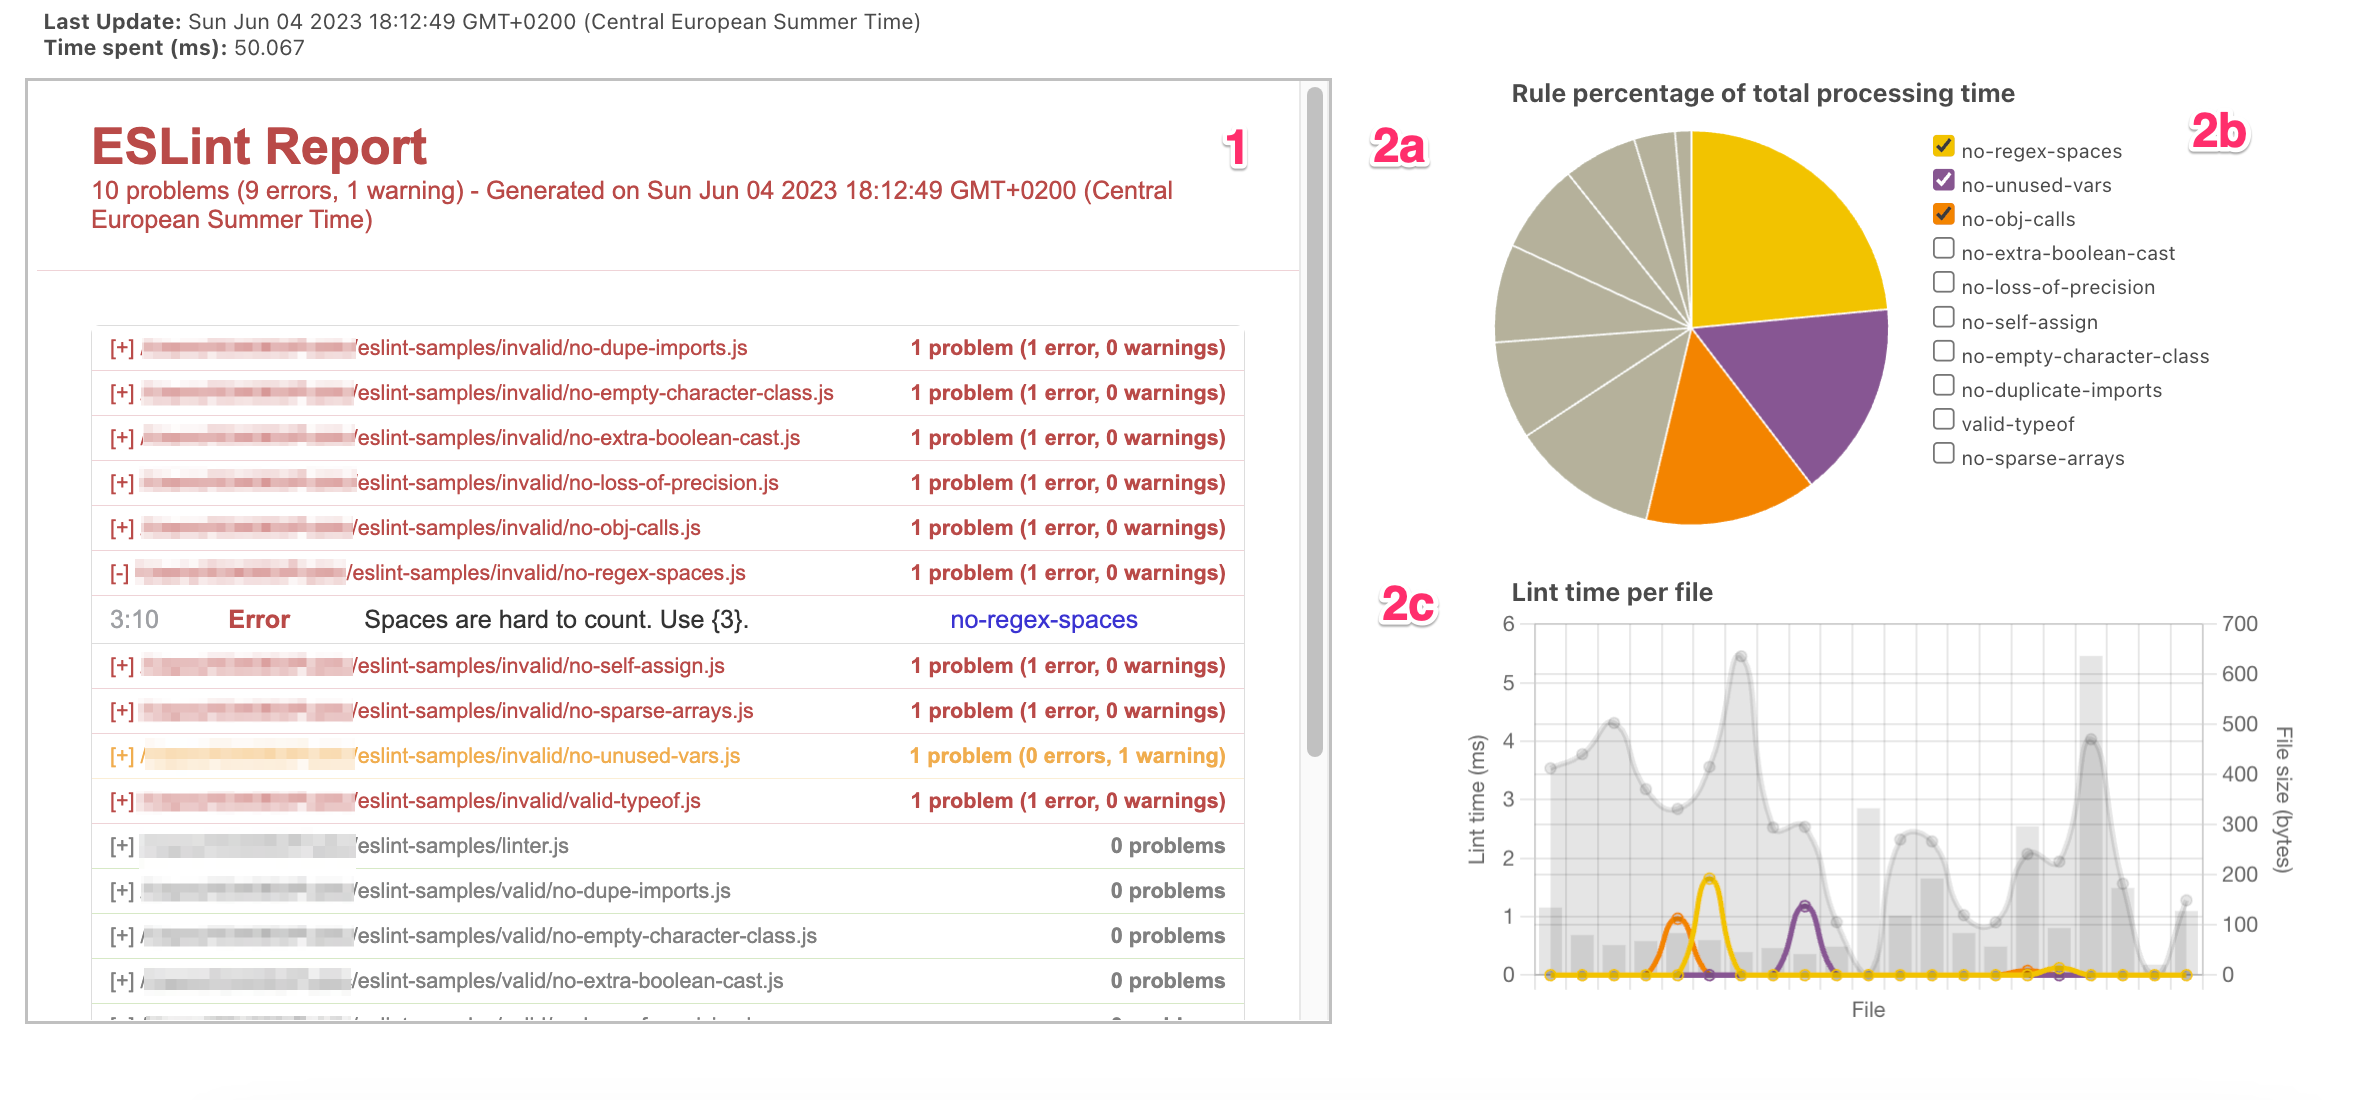 Last Update: Sun Jun 04 2023 18:12:49 GMT+0200 (Central European Summer Time)
Time spent (ms): 50.067
ESLint Report
1
10 problems (9 errors, 1 warning) - Generated on Sun Jun 04 2023 18:12:49 GMT+0200 (Central
European Summer Time)
[+] /eslint-samples/invalid/no-dupe-imports.js 1 problem (1 error, 0 warnings)
[+] /eslint-samples/invalid/no-empty-character-class.js 1 problem (1 error, 0 warnings)
[+] /eslint-samples/invalid/no-extra-boolean-cast.js 1 problem (1 error, 0 warnings)
[+] /eslint-samples/invalid/no-loss-of-precision.js 1 problem (1 error, 0 warnings)
[+] /eslint-samples/invalid/no-obj-calls.js 1 problem (1 error, 0 warnings)
[-] /eslint-samples/invalid/no-regex-spaces.js 1 problem (1 error, 0 warnings)
3:10 Error Spaces are hard to count. Use {3}. no-regex-spaces
[+] /eslint-samples/invalid/no-self-assign.js 1 problem (1 error, 0 warnings)
[+] /eslint-samples/invalid/no-sparse-arrays.js 1 problem (1 error, 0 warnings)
[+] /eslint-samples/invalid/no-unused-vars.js 1 problem (0 errors, 1 warning)
[+] /eslint-samples/invalid/valid-typeof.js 1 problem (1 error, 0 warnings)
[+] /eslint-samples/linter.js 0 problems
[+] /eslint-samples/valid/no-dupe-imports.js 0 problems
[+] /eslint-samples/valid/no-empty-character-class.js 0 problems
[+] /eslint-samples/valid/no-extra-boolean-cast.js 0 problems
Rule percentage of total processing time
2a
2b
no-regex-spaces
no-unused-vars
no-obj-calls
no-extra-boolean-cast
no-loss-of-precision
no-self-assign
no-empty-character-class
no-duplicate-imports
valid-typeof
no-sparse-arrays
2c
Lint time per file
6
5
4
3
2
1
0
Lint time (ms)
700
600
500
400
300
200
100
0
File size (bytes)
File